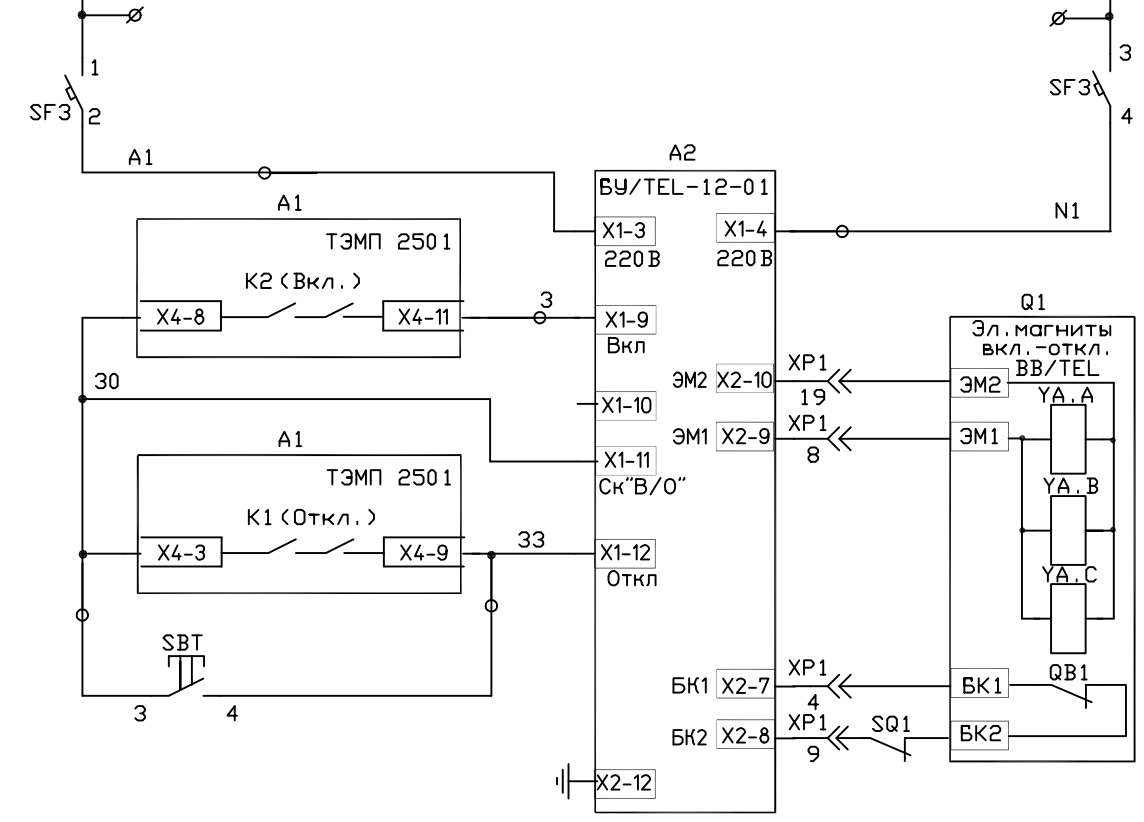 1
SF3
2
3
SF3
4
A1
A2
БУ/TEL-12-01
N1
A1
ТЭМП 2501
К2(Вкл.)
X4-8
X4-11
3
X1-3
220В
X1-4
220В
X1-9
Вкл
Q1
Эл.магниты
вкл.-откл.
BB/TEL
ЭМ2
X2-10
XP1
19
ЭМ2
YA.A
30
X1-10
ЭМ1
X2-9
XP1
8
ЭМ1
A1
ТЭМП 2501
К1(Откл.)
X4-3
X4-9
33
X1-11
Ск"В/О"
YA.B
X1-12
Откл
YA.C
SBT
3
4
БК1
X2-7
XP1
4
БК1
QB1
БК2
X2-8
XP1
9
SQ1
БК2
X2-12